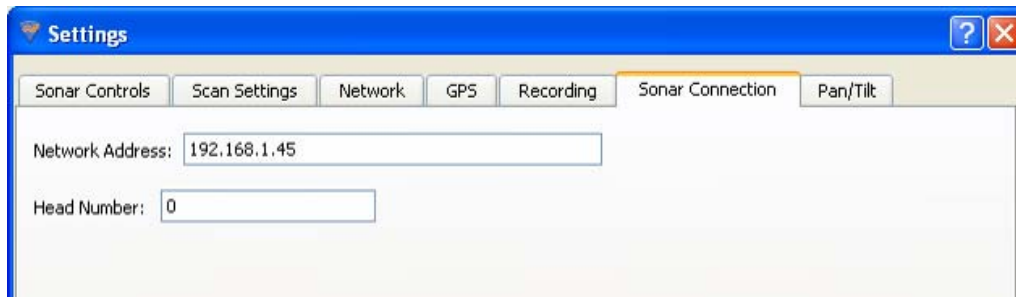 Settings
?
Sonar Controls Scan Settings Network GPS Recording Sonar Connection Pan/Tilt
Network Address: 192.168.1.45
Head Number: 0